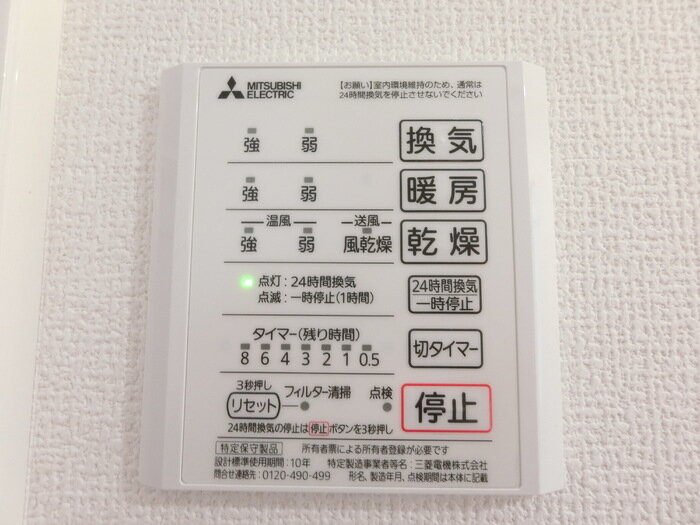 MITSUBISHI
ELECTRIC
【お願い】室内環境維持のため、通常は
24時間換気を停止させないでください
強 弱 換気
強 弱 暖房
温風 送風
強 弱 風乾燥 乾燥
点灯：24時間換気
点滅：一時停止(1時間)
24時間換気
一時停止
タイマー(残り時間)
8 6 4 3 2 1 0.5
切タイマー
3秒押し
リセット フィルター清掃 点検
停止
24時間換気の停止は停止ボタンを3秒押し
特定保守製品 所有者票による所有者登録が必要です
設計標準使用期間：10年 特定製造事業者等名：三菱電機株式会社
問合せ連絡先：0120-490-499 形名、製造年月、点検期間は本体に記載